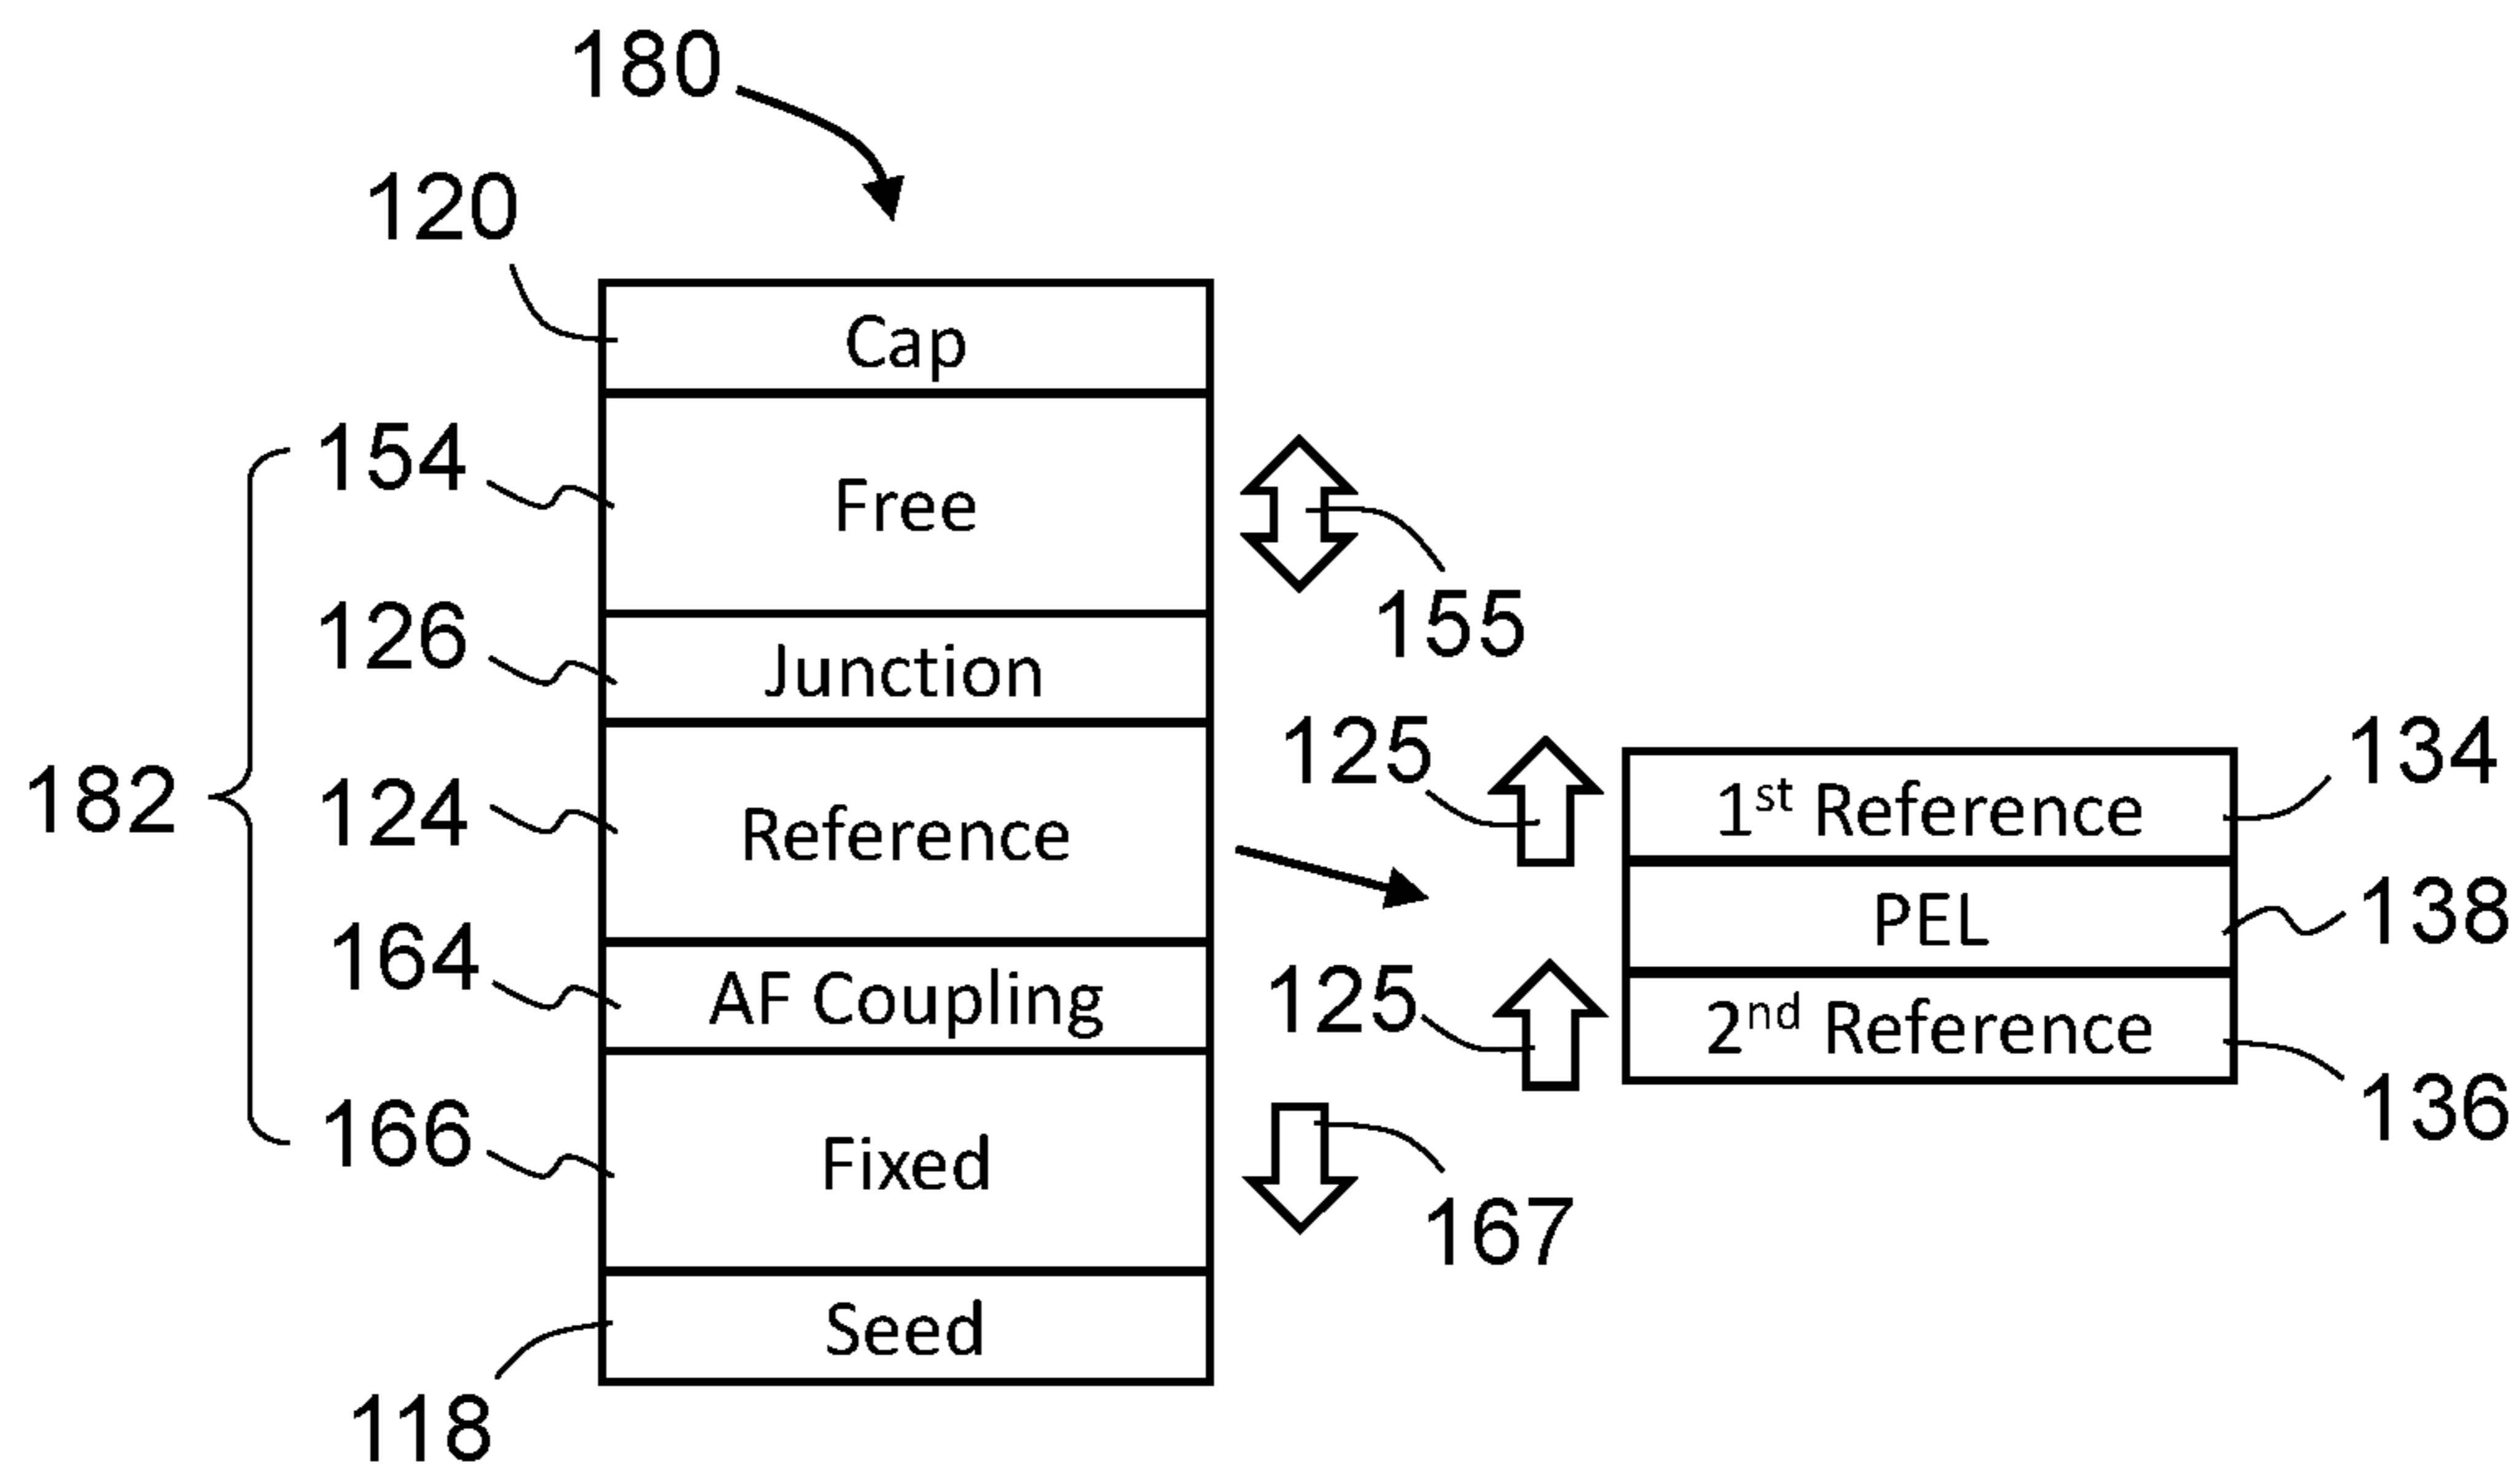 180
120
Cap
154
Free
155
126
Junction
182
124
Reference
125
1st Reference
134
PEL
138
164
AF Coupling
125
2nd Reference
136
166
Fixed
167
Seed
118